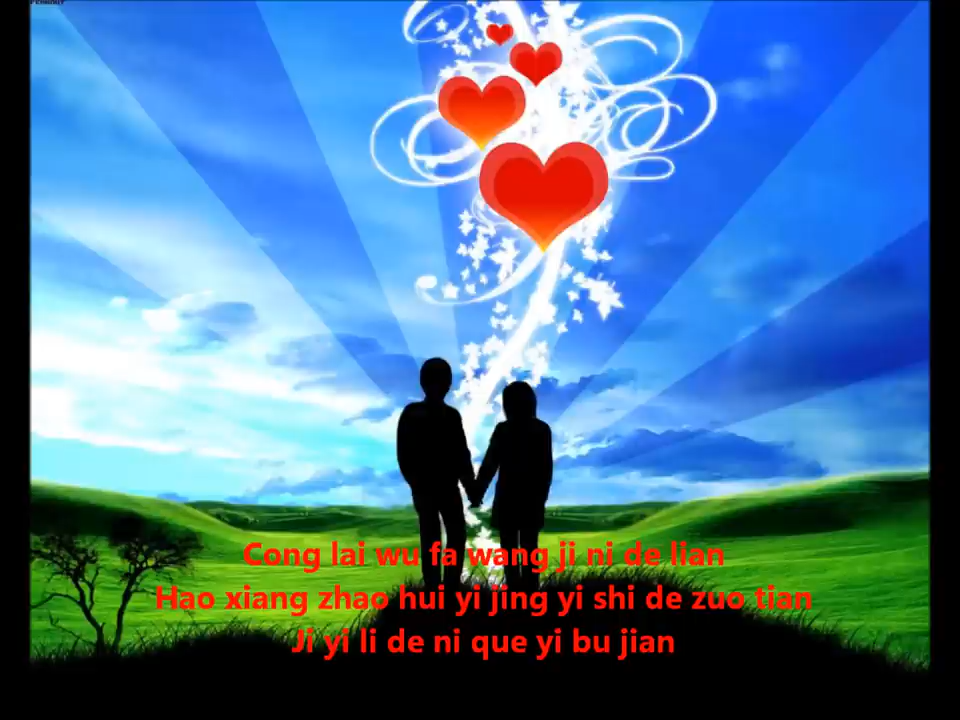 Cong lai wu fa wang ji ni de lian
Hao xiang zhao hui yi jing yi shi de zuo tian
Ji yi li de ni que yi bu jian